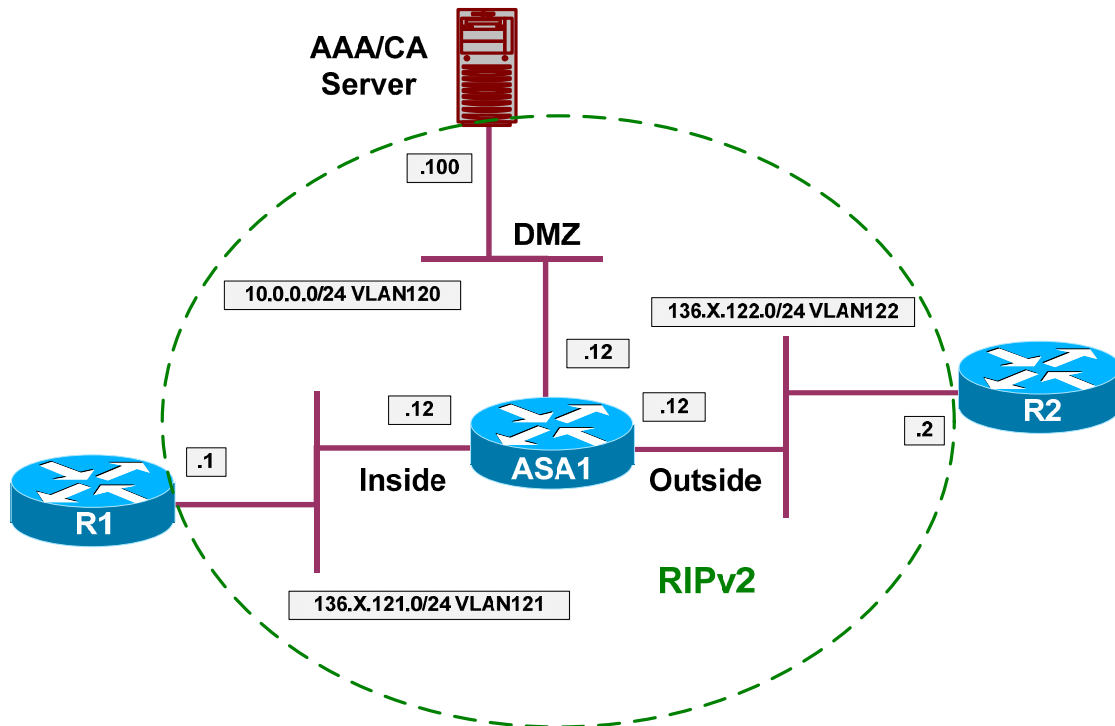 AAA/CA
Server
.100
DMZ
10.0.0.0/24 VLAN120
136.X.122.0/24 VLAN122
.12
.12
.12
R2
.2
.1
Inside
ASA1
Outside
R1
RIPv2
136.X.121.0/24 VLAN121